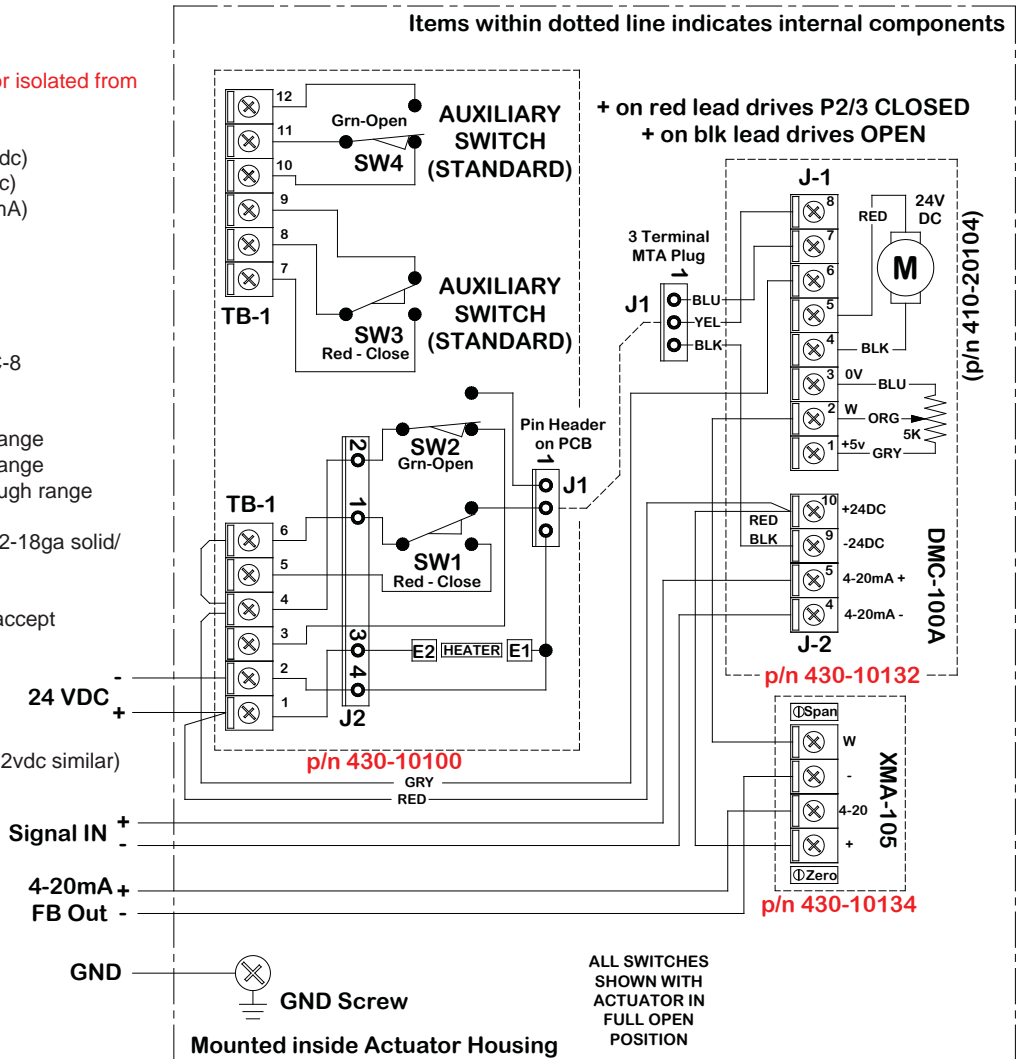 Items within dotted line indicates internal components
or isolated from
dc)
c)
nA)
C-8
ange
ange
ugh range
2-18ga solid/
accept
2vdc similar)
12
11
10
9
8
7
TB-1
Grn-Open
SW4
AUXILIARY
SWITCH
(STANDARD)
SW3
Red - Close
AUXILIARY
SWITCH
(STANDARD)
+ on red lead drives P2/3 CLOSED
+ on blk lead drives OPEN
3 Terminal
MTA Plug
1
J1
BLU
YEL
BLK
J-1
8
7
6
5
4
3 0V
2 W
1 +5v
RED
24V
DC
M
BLK
BLU
ORG
5K
GRY
(p/n 410-20104)
10 +24DC
9 -24DC
5 4-20mA +
4 4-20mA -
RED
BLK
J-2
DMC-100A
p/n 430-10132
TB-1
6
5
4
3
2
1
2
1
3
4
J2
SW2
Grn-Open
SW1
Red - Close
Pin Header
on PCB
1
J1
E2 HEATER E1
p/n 430-10100
GRY
RED
-
24 VDC
+
Signal IN +
-
4-20mA +
FB Out -
GND
GND Screw
Mounted inside Actuator Housing
Span
W
-
4-20
+
Zero
XMA-105
p/n 430-10134
ALL SWITCHES
SHOWN WITH
ACTUATOR IN
FULL OPEN
POSITION